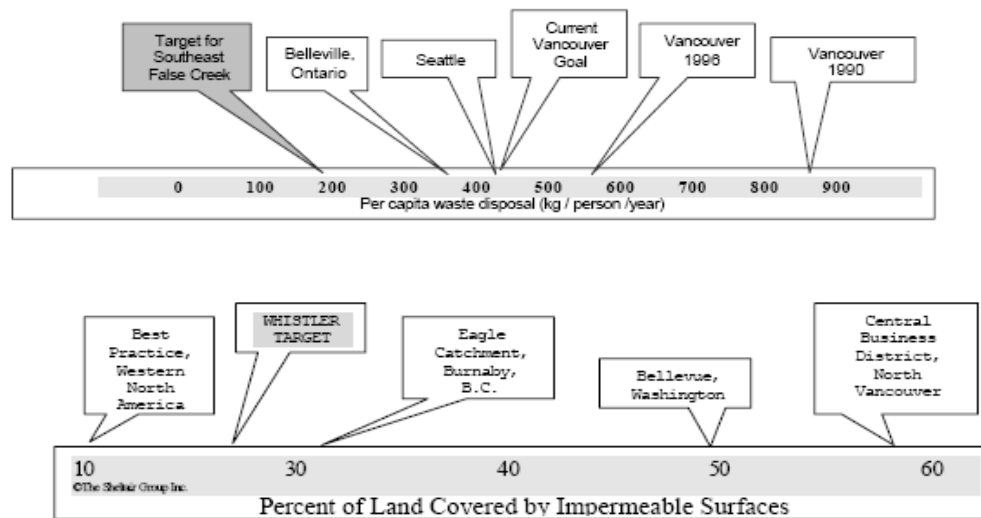 Target for
Southeast
False Creek
Belleville,
Ontario
Seattle
Current
Vancouver
Goal
Vancouver
1996
Vancouver
1990
0 100 200 300 400 500 600 700 800 900
Per capita waste disposal (kg / person /year)
Best
Practice,
Western
North
America
WHISTLER
TARGET
Eagle
Catchment,
Burnaby,
B.C.
Bellevue,
Washington
Central
Business
District,
North
Vancouver
10 30 40 50 60
©The Sheltair Group Inc.
Percent of Land Covered by Impermeable Surfaces